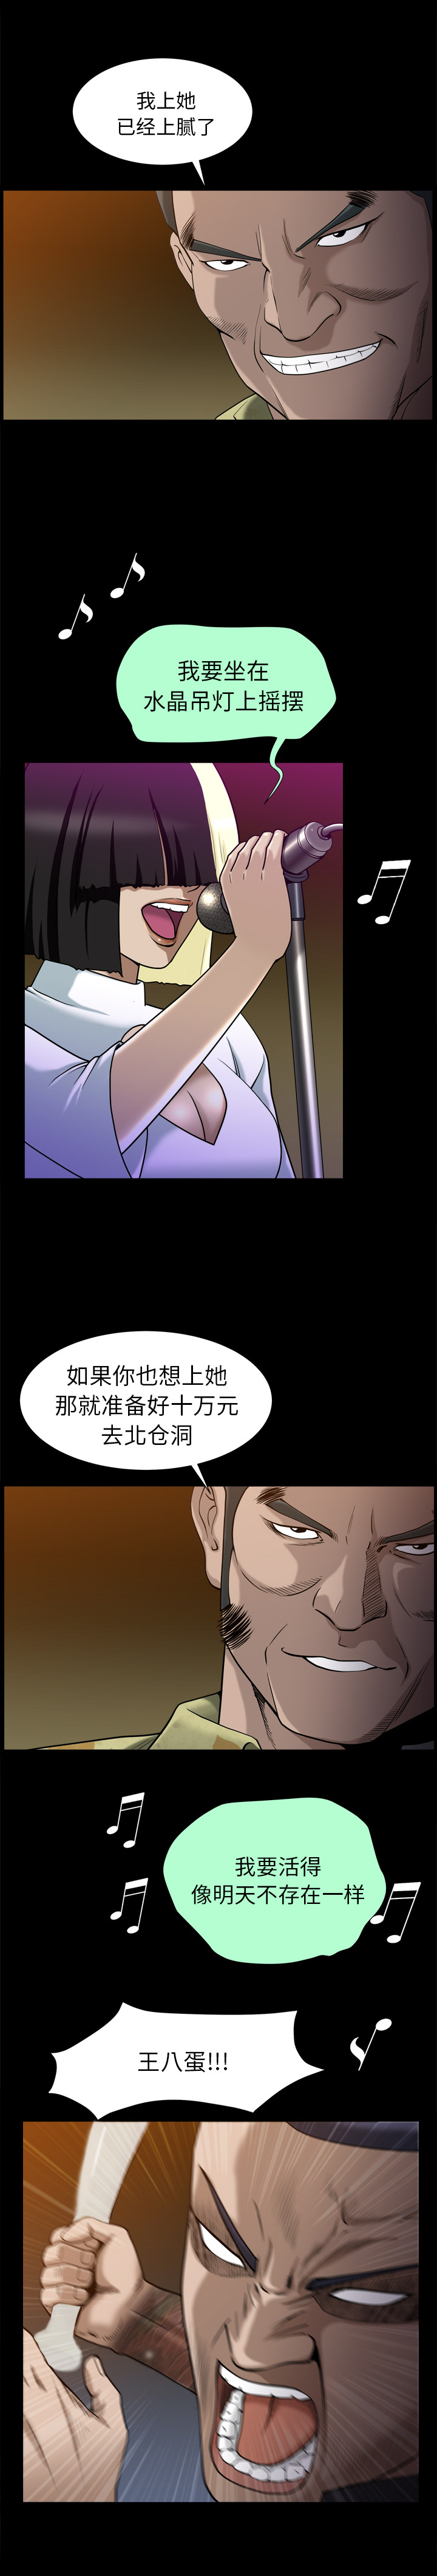 我上她
已经上腻了
我要坐在
水晶吊灯上摇摆
如果你也想上她
那就准备好十万元
去北仓洞
我要活得
像明天不存在一样
王八蛋!!!